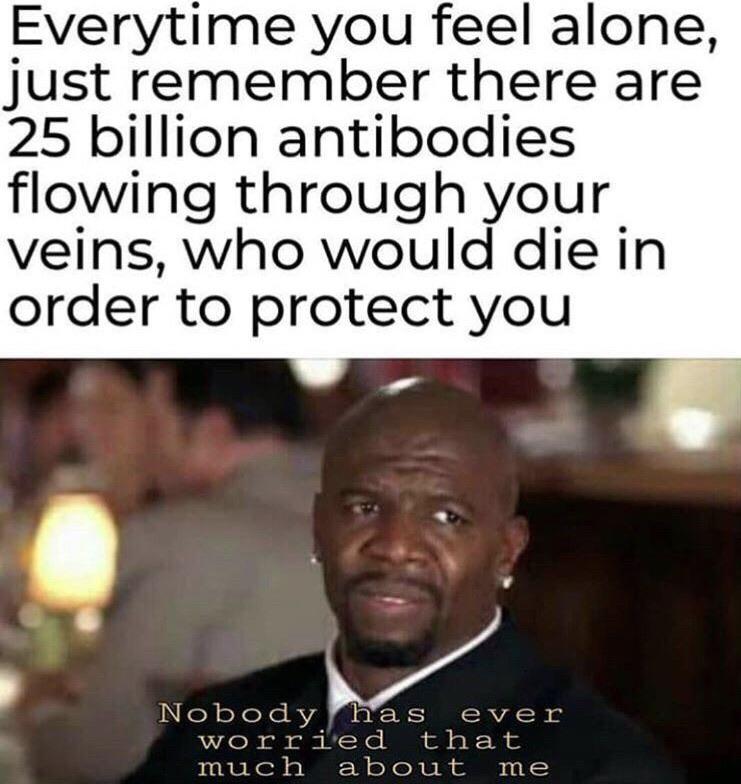 Everytime you feel alone,
just remember there are
25 billion antibodies
flowing through your
veins, who would die in
order to protect you
Nobody has ever
worried that
much about me